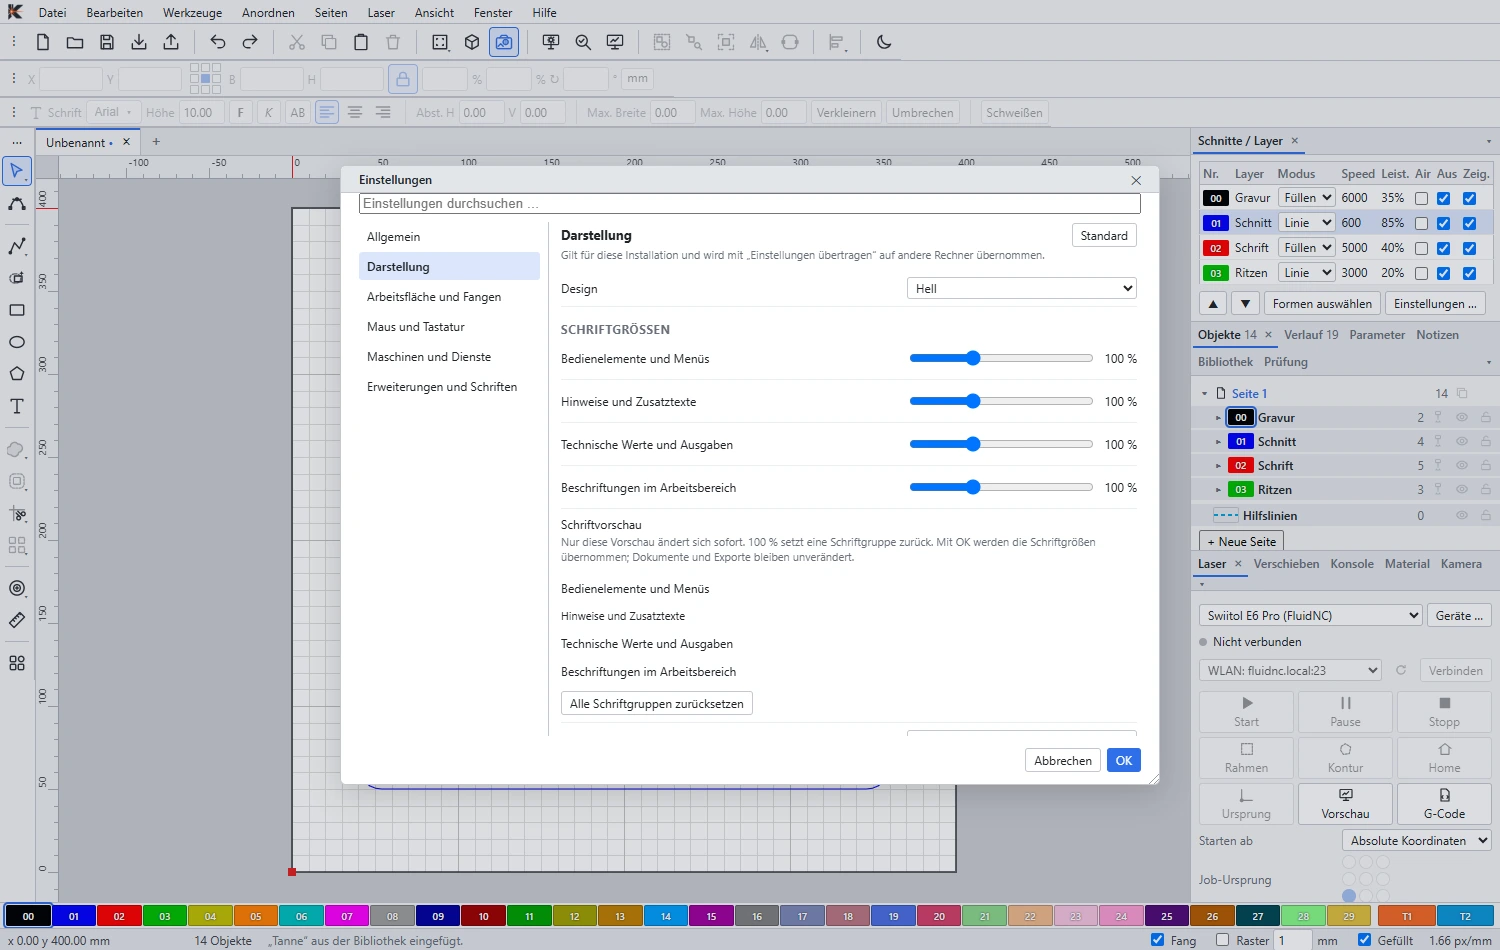 Datei Bearbeiten Werkzeuge Anordnen Seiten Laser Ansicht Fenster Hilfe
X Y B H % % ° mm
Schrift Arial Höhe 10.00 F K AB Abst. H 0.00 V 0.00 Max. Breite 0.00 Max. Höhe 0.00 Verkleinern Umbrechen Schweißen
Unbenannt • × +
-100 -50 0 50 100 150 200 250 300 350 400 450 500
400
350
300
250
200
150
100
50
0
Einstellungen
Einstellungen durchsuchen ...
Allgemein
Darstellung
Arbeitsfläche und Fangen
Maus und Tastatur
Maschinen und Dienste
Erweiterungen und Schriften
Darstellung Standard
Gilt für diese Installation und wird mit „Einstellungen übertragen“ auf andere Rechner übernommen.
Design Hell
SCHRIFTGRÖSSEN
Bedienelemente und Menüs 100 %
Hinweise und Zusatztexte 100 %
Technische Werte und Ausgaben 100 %
Beschriftungen im Arbeitsbereich 100 %
Schriftvorschau
Nur diese Vorschau ändert sich sofort. 100 % setzt eine Schriftgruppe zurück. Mit OK werden die Schriftgrößen
übernommen; Dokumente und Exporte bleiben unverändert.
Bedienelemente und Menüs
Hinweise und Zusatztexte
Technische Werte und Ausgaben
Beschriftungen im Arbeitsbereich
Alle Schriftgruppen zurücksetzen
Abbrechen OK
Schnitte / Layer ×
Nr. Layer Modus Speed Leist. Air Aus Zeig.
00 Gravur Füllen 6000 35%
01 Schnitt Linie 600 85%
02 Schrift Füllen 5000 40%
03 Ritzen Linie 3000 20%
▲ ▼ Formen auswählen Einstellungen ...
Objekte 14 × Verlauf 19 Parameter Notizen
Bibliothek Prüfung
Seite 1 14
00 Gravur 2
01 Schnitt 4
02 Schrift 5
03 Ritzen 3
Hilfslinien 0
+ Neue Seite
Laser × Verschieben Konsole Material Kamera
Swiitol E6 Pro (FluidNC) Geräte ...
Nicht verbunden
WLAN: fluidnc.local:23 Verbinden
Start Pause Stopp
Rahmen Kontur Home
Ursprung Vorschau G-Code
Starten ab Absolute Koordinaten
Job-Ursprung
00 01 02 03 04 05 06 07 08 09 10 11 12 13 14 15 16 17 18 19 20 21 22 23 24 25 26 27 28 29 T1 T2
x 0.00 y 400.00 mm 14 Objekte „Tanne“ aus der Bibliothek eingefügt. Fang Raster 1 mm Gefüllt 1.66 px/mm